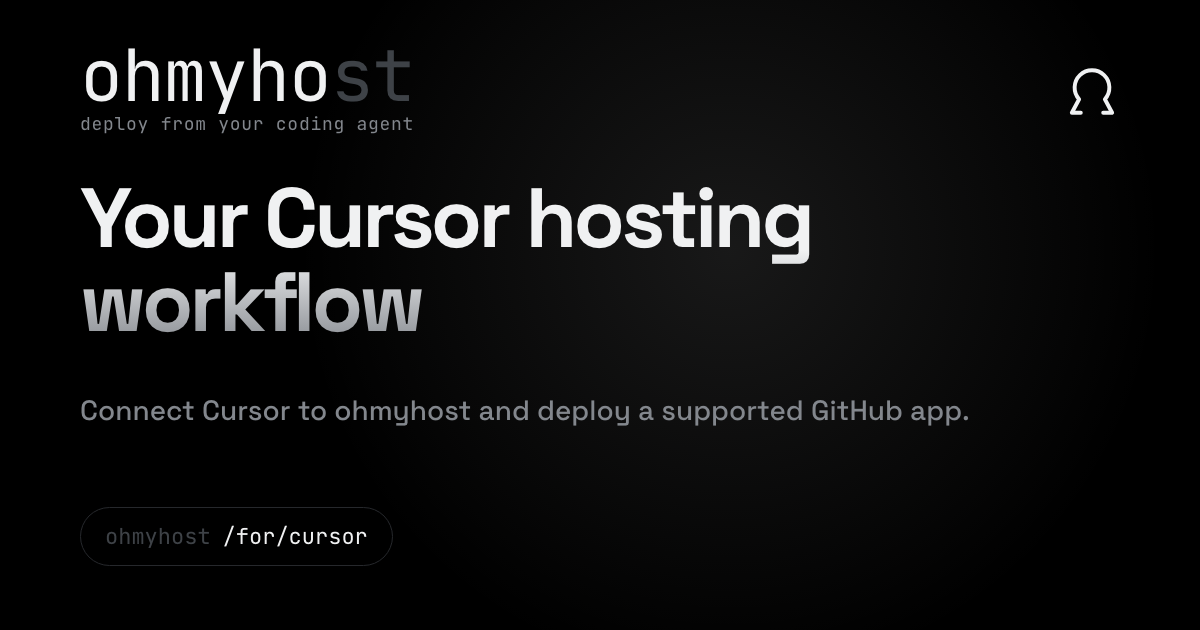 ohmyhost
deploy from your coding agent
Your Cursor hosting
workflow
Connect Cursor to ohmyhost and deploy a supported GitHub app.
ohmyhost /for/cursor